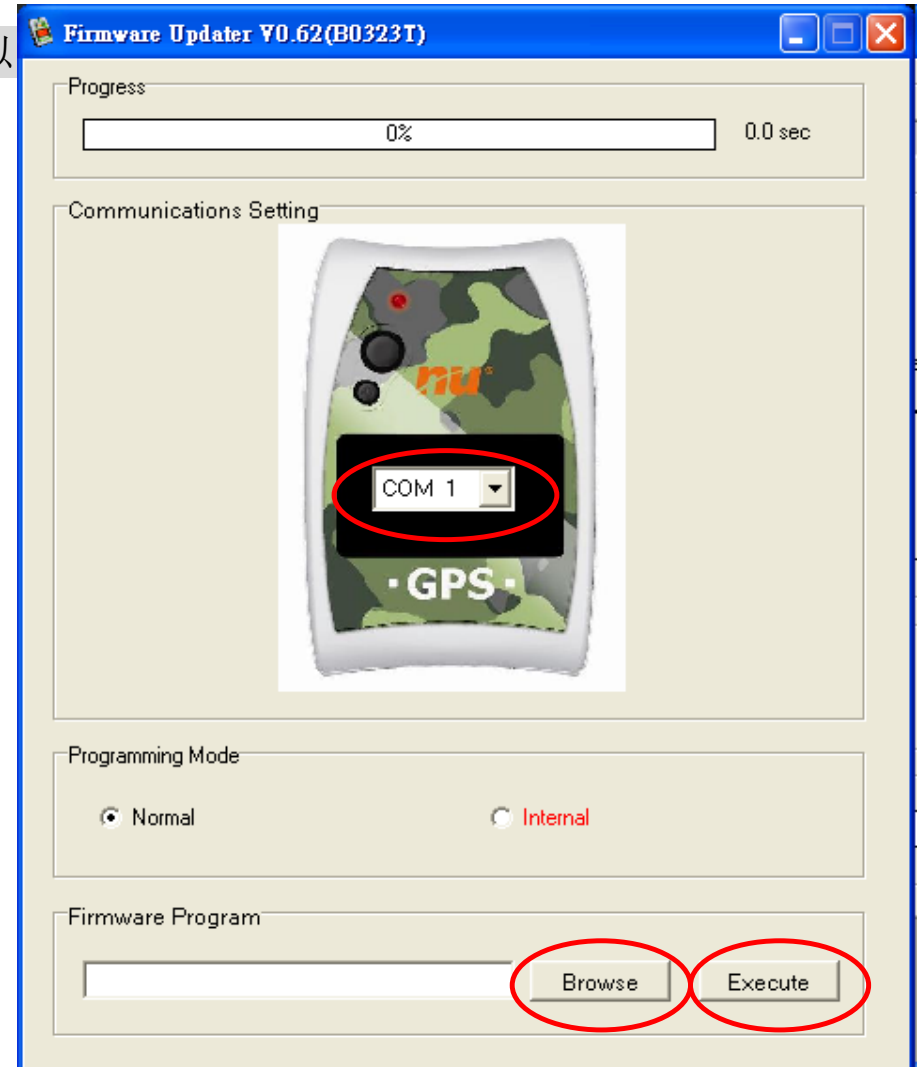 以
Firmware Updater V0.62(B0323T)
Progress
0%
0.0 sec
Communications Setting
nu
COM 1
·GPS·
Programming Mode
Normal
Internal
Firmware Program
Browse
Execute